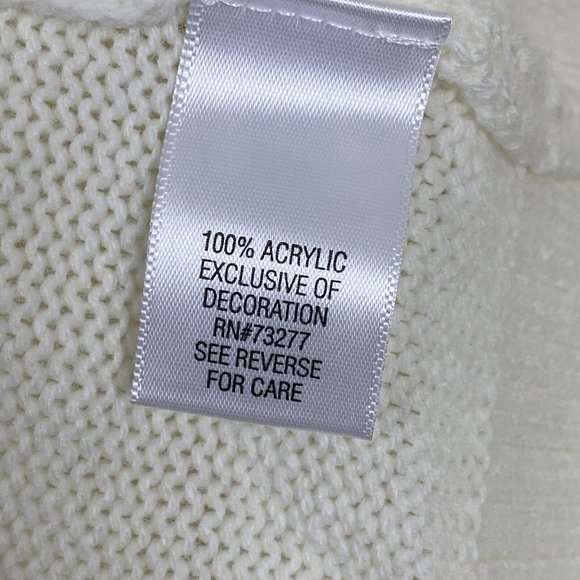 100% ACRYLIC
EXCLUSIVE OF
DECORATION
RN#73277
SEE REVERSE
FOR CARE